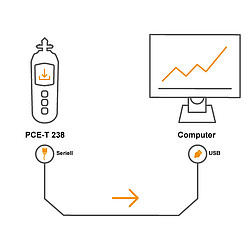 PCE-T 238
Computer
Seriell
USB